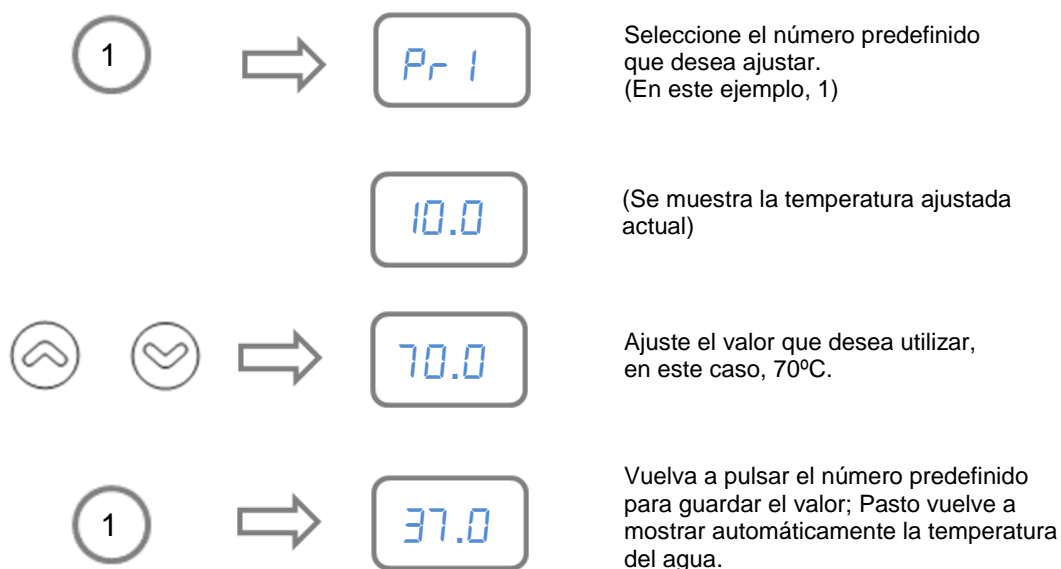 1
Pr 1
Seleccione el número predefinido
que desea ajustar.
(En este ejemplo, 1)
10.0
(Se muestra la temperatura ajustada
actual)
70.0
Ajuste el valor que desea utilizar,
en este caso, 70ºC.
1
37.0
Vuelva a pulsar el número predefinido
para guardar el valor; Pasto vuelve a
mostrar automáticamente la temperatura
del agua.